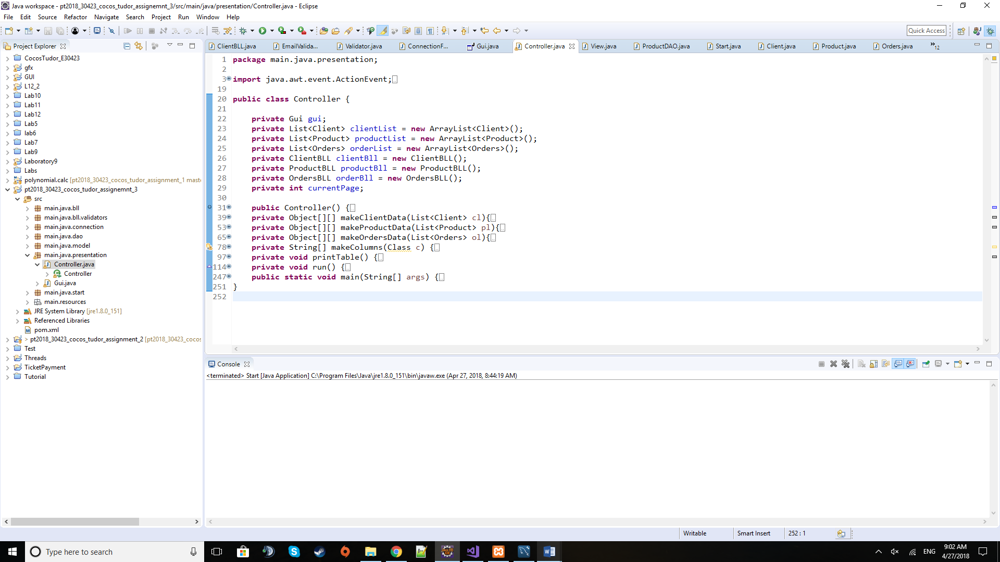 Java workspace - pt2018_30423_cocos_tudor_assignemnt_3/src/main/java/presentation/Controller.java - Eclipse
File Edit Source Refactor Navigate Search Project Run Window Help
Quick Access
Project Explorer
CocosTudor_E30423
gfx
GUI
L12_2
Lab10
Lab11
Lab12
Lab5
lab6
Lab7
Lab9
Laboratory9
Labs
polynomial.calc [pt2018_30423_cocos_tudor_assignment_1 maste
pt2018_30423_cocos_tudor_assignemnt_3
src
main.java.bll
main.java.bll.validators
main.java.connection
main.java.dao
main.java.model
main.java.presentation
Controller.java
Controller
Gui.java
main.java.start
main.resources
JRE System Library [jre1.8.0_151]
Referenced Libraries
pom.xml
> pt2018_30423_cocos_tudor_assignment_2 [pt2018_30423_cocos
Test
Threads
TicketPayment
Tutorial
ClientBLL.java EmailValida... Validator.java ConnectionF... Gui.java Controller.java View.java ProductDAO.java Start.java Client.java Product.java Orders.java »12
1 package main.java.presentation;
2
3 import java.awt.event.ActionEvent;
19
20 public class Controller {
21
22 private Gui gui;
23 private List<Client> clientList = new ArrayList<Client>();
24 private List<Product> productList = new ArrayList<Product>();
25 private List<Orders> orderList = new ArrayList<Orders>();
26 private ClientBLL clientBll = new ClientBLL();
27 private ProductBLL productBll = new ProductBLL();
28 private OrdersBLL orderBll = new OrdersBLL();
29 private int currentPage;
30
31 public Controller() {
39 private Object[][] makeClientData(List<Client> cl){
53 private Object[][] makeProductData(List<Product> pl){
65 private Object[][] makeOrdersData(List<Orders> ol){
78 private String[] makeColumns(Class c) {
97 private void printTable() {
114 private void run() {
247 public static void main(String[] args) {
251 }
252
Console
<terminated> Start [Java Application] C:\Program Files\Java\jre1.8.0_151\bin\javaw.exe (Apr 27, 2018, 8:44:19 AM)
Writable Smart Insert 252 : 1
Type here to search
ENG
9:02 AM
4/27/2018